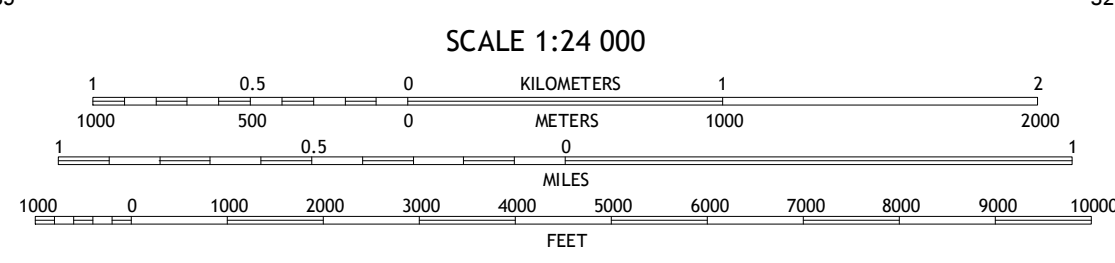 SCALE 1:24 000
1 0.5 0 KILOMETERS 1 2
1000 500 0 METERS 1000 2000
1 0.5 0 1
MILES
1000 0 1000 2000 3000 4000 5000 6000 7000 8000 9000 10000
FEET